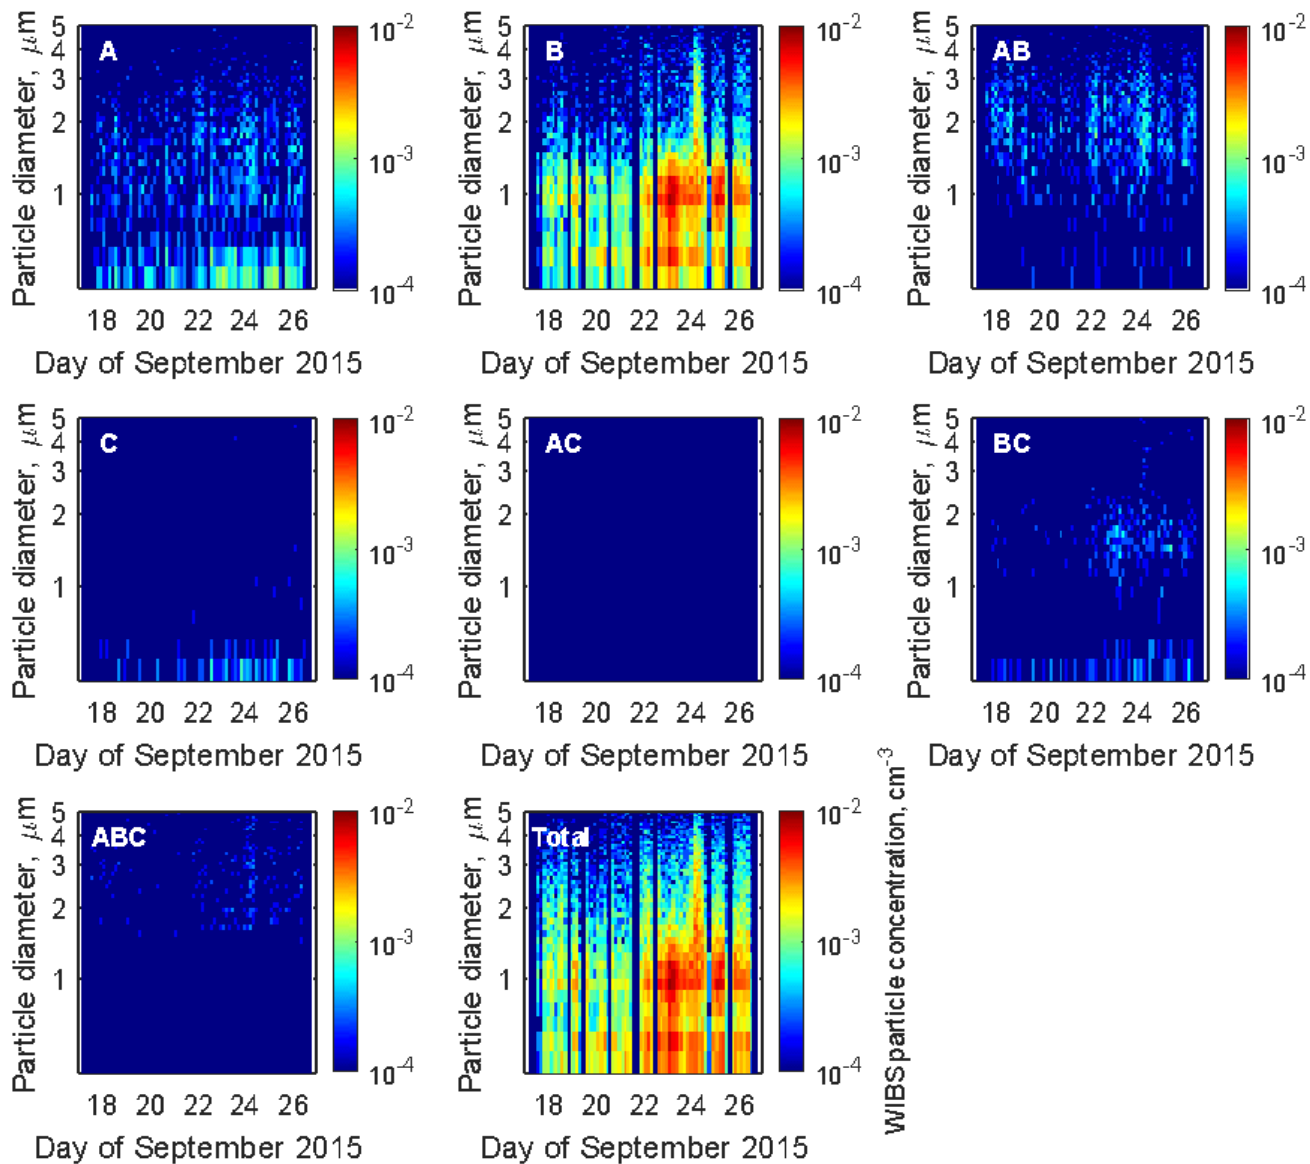 A
Particle diameter, μm
5
4
3
2
1
18 20 22 24 26
Day of September 2015
10-2
10-3
10-4
B
Particle diameter, μm
5
4
3
2
1
18 20 22 24 26
Day of September 2015
10-2
10-3
10-4
AB
Particle diameter, μm
5
4
3
2
1
18 20 22 24 26
Day of September 2015
10-2
10-3
10-4
C
Particle diameter, μm
5
4
3
2
1
18 20 22 24 26
Day of September 2015
10-2
10-3
10-4
AC
Particle diameter, μm
5
4
3
2
1
18 20 22 24 26
Day of September 2015
10-2
10-3
10-4
BC
Particle diameter, μm
5
4
3
2
1
18 20 22 24 26
Day of September 2015
10-2
10-3
10-4
ABC
Particle diameter, μm
5
4
3
2
1
18 20 22 24 26
Day of September 2015
10-2
10-3
10-4
Total
Particle diameter, μm
5
4
3
2
1
18 20 22 24 26
Day of September 2015
10-2
10-3
10-4
WIBSparticle concentration, cm-3